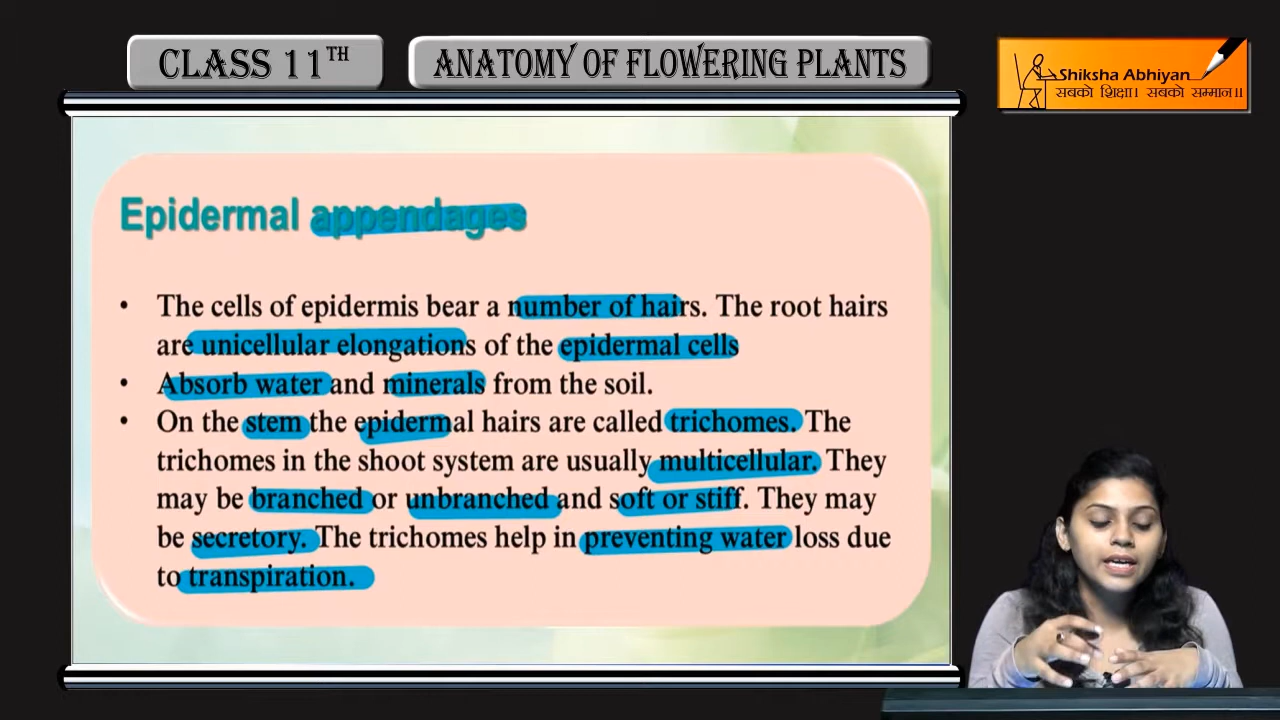 CLASS 11TH
ANATOMY OF FLOWERING PLANTS
Shiksha Abhiyan
सबको शिक्षा। सबको सम्मान॥
Epidermal appendages
• The cells of epidermis bear a number of hairs. The root hairs
are unicellular elongations of the epidermal cells
• Absorb water and minerals from the soil.
• On the stem the epidermal hairs are called trichomes. The
trichomes in the shoot system are usually multicellular. They
may be branched or unbranched and soft or stiff. They may
be secretory. The trichomes help in preventing water loss due
to transpiration.